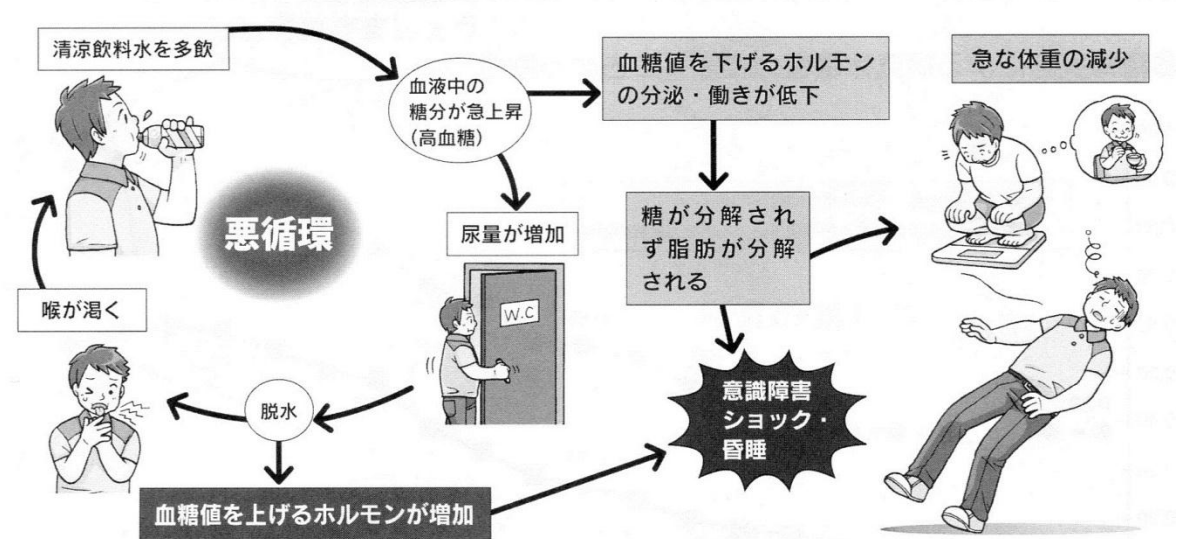 清涼飲料水を多飲
血液中の
糖分が急上昇
(高血糖)
血糖値を下げるホルモン
の分泌・働きが低下
急な体重の減少
悪循環
尿量が増加
糖が分解され
ず脂肪が分解
される
W.C
喉が渇く
脱水
意識障害
ショック・
昏睡
血糖値を上げるホルモンが増加